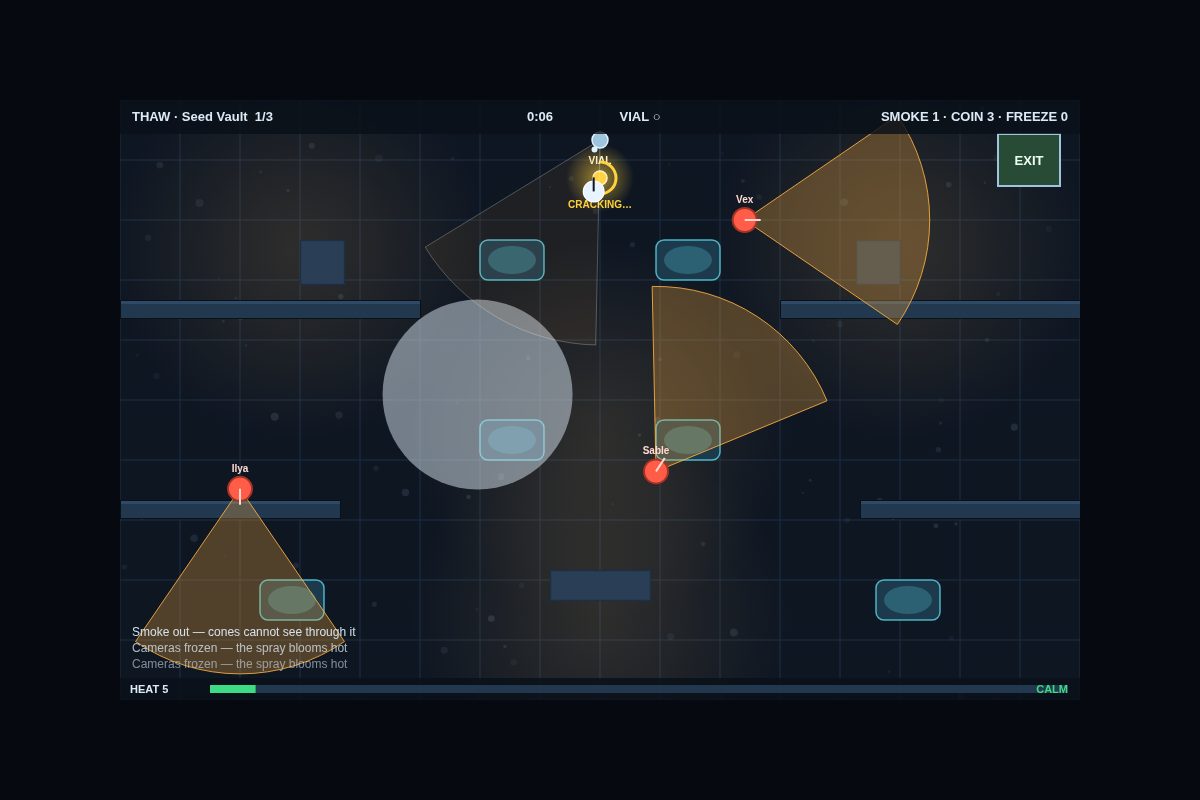 THAW · Seed Vault 1/3
0:06
VIAL ○
SMOKE 1 · COIN 3 · FREEZE 0
EXIT
VIAL
CRACKING…
Vex
Sable
Ilya
Smoke out — cones cannot see through it
Cameras frozen — the spray blooms hot
Cameras frozen — the spray blooms hot
HEAT 5
CALM